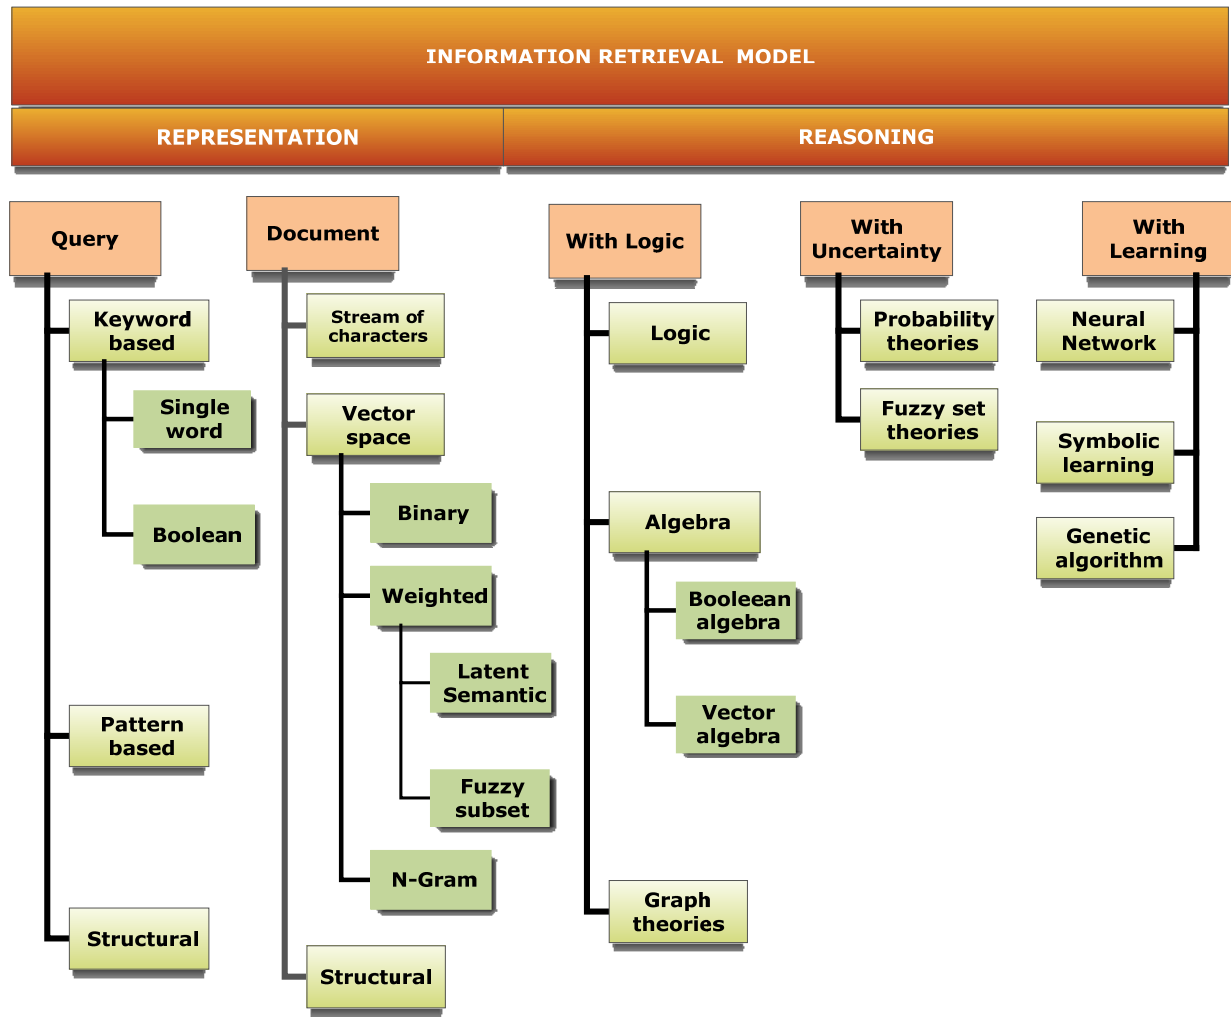 INFORMATION RETRIEVAL MODEL
REPRESENTATION
REASONING
Query
Keyword
based
Single
word
Boolean
Pattern
based
Structural
Document
Stream of
characters
Vector
space
Binary
Weighted
Latent
Semantic
Fuzzy
subset
N-Gram
Structural
With Logic
Logic
Algebra
Booleean
algebra
Vector
algebra
Graph
theories
With
Uncertainty
Probability
theories
Fuzzy set
theories
With
Learning
Neural
Network
Symbolic
learning
Genetic
algorithm